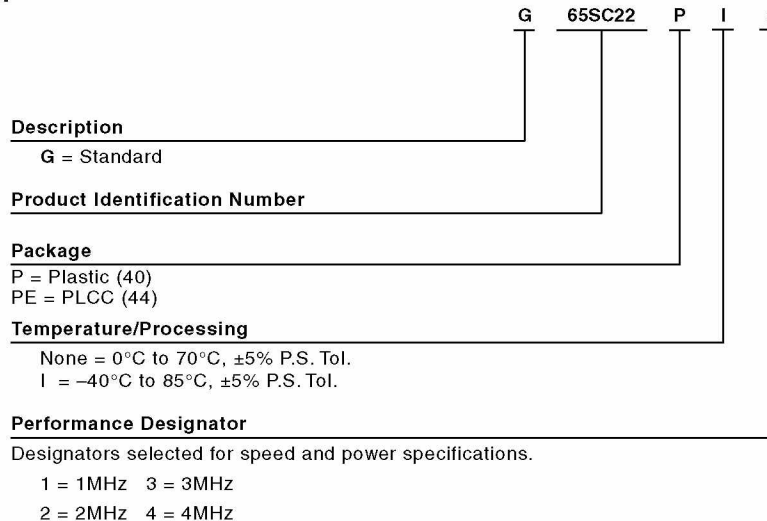 G 65SC22 P I
Description
G = Standard
Product Identification Number
Package
P = Plastic (40)
PE = PLCC (44)
Temperature/Processing
None = 0°C to 70°C, ±5% P.S. Tol.
I = –40°C to 85°C, ±5% P.S. Tol.
Performance Designator
Designators selected for speed and power specifications.
1 = 1MHz 3 = 3MHz
2 = 2MHz 4 = 4MHz